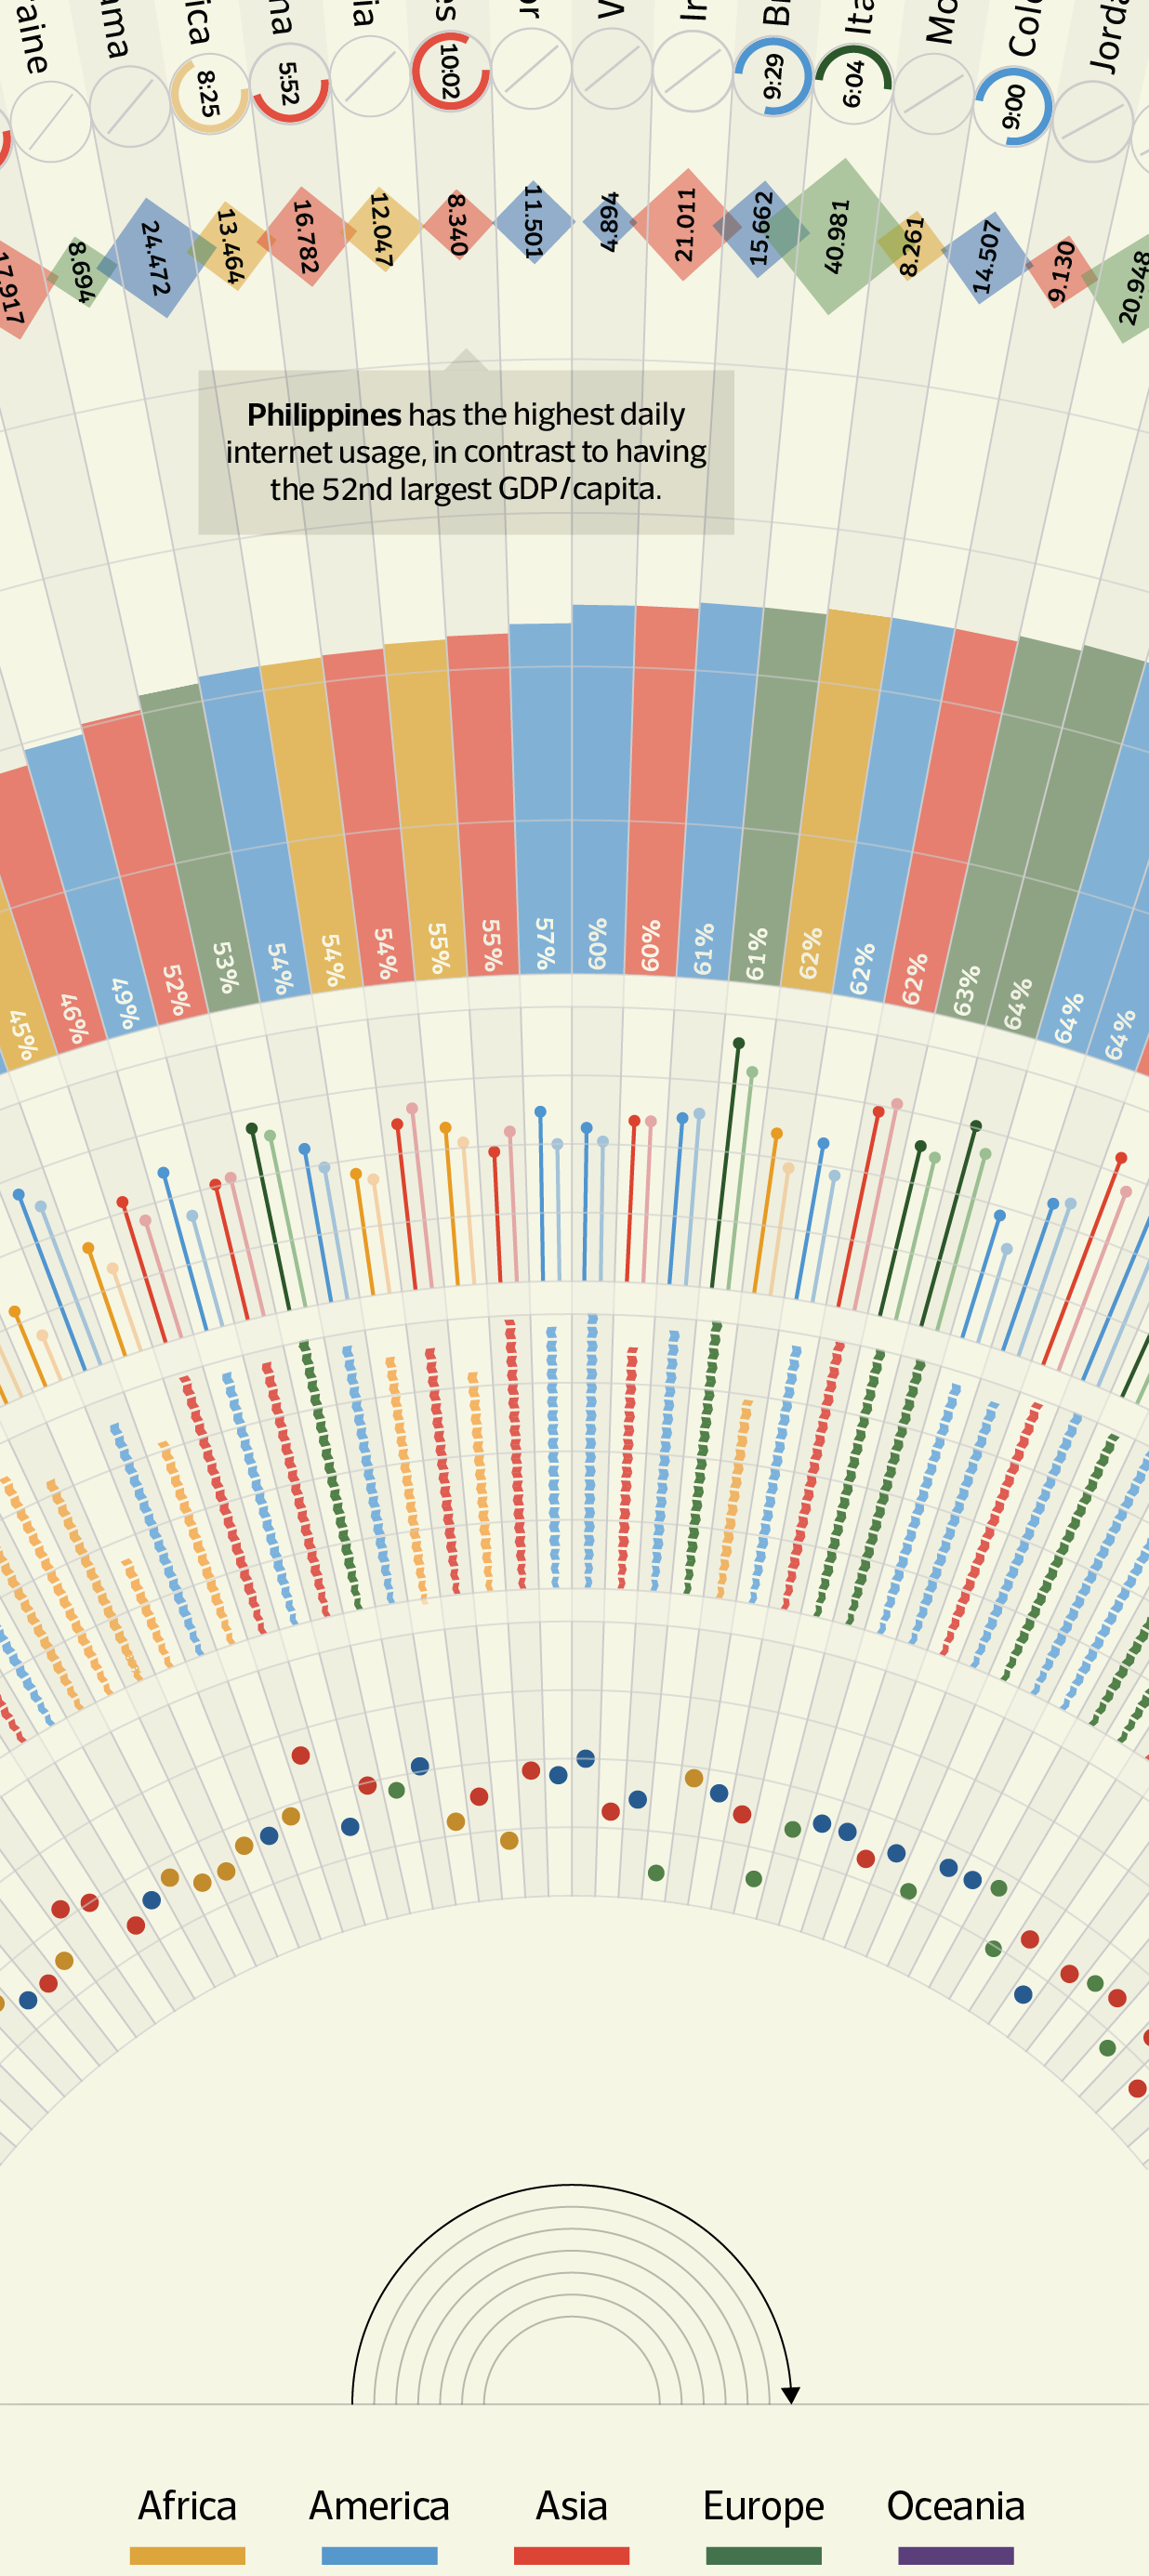 aine
ama
ica
na
ia
es
or
V
Ir
Br
Ita
Mo
Col
Jorda
8:25
5:52
10:02
9:29
6:04
9:00
17.917
8.694
24.472
13.464
16.782
12.047
8.340
11.501
4.894
21.011
15.662
40.981
8.261
14.507
9.130
20.948
Philippines has the highest daily
internet usage, in contrast to having
the 52nd largest GDP/capita.
45%
46%
49%
52%
53%
54%
54%
54%
55%
55%
57%
60%
60%
61%
61%
62%
62%
62%
63%
64%
64%
64%
Africa
America
Asia
Europe
Oceania